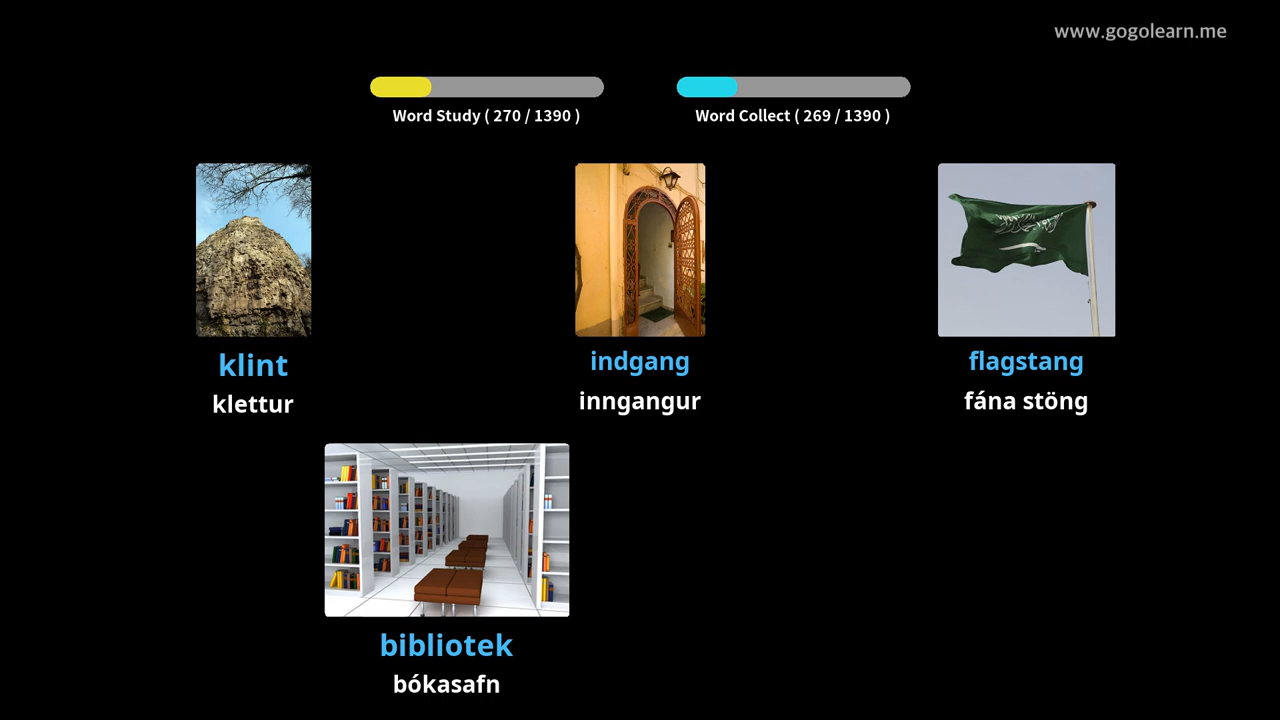 www.gogolearn.me
Word Study ( 270 / 1390 )
Word Collect ( 269 / 1390 )
klint
klettur
indgang
inngangur
flagstang
fána stöng
bibliotek
bókasafn